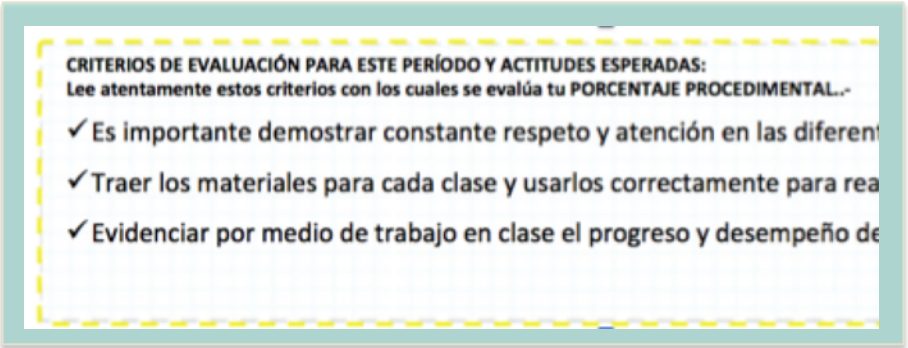 CRITERIOS DE EVALUACIÓN PARA ESTE PERÍODO Y ACTITUDES ESPERADAS:
Lee atentamente estos criterios con los cuales se evalúa tu PORCENTAJE PROCEDIMENTAL..-
✓Es importante demostrar constante respeto y atención en las diferent
✓Traer los materiales para cada clase y usarlos correctamente para rea
✓Evidenciar por medio de trabajo en clase el progreso y desempeño de